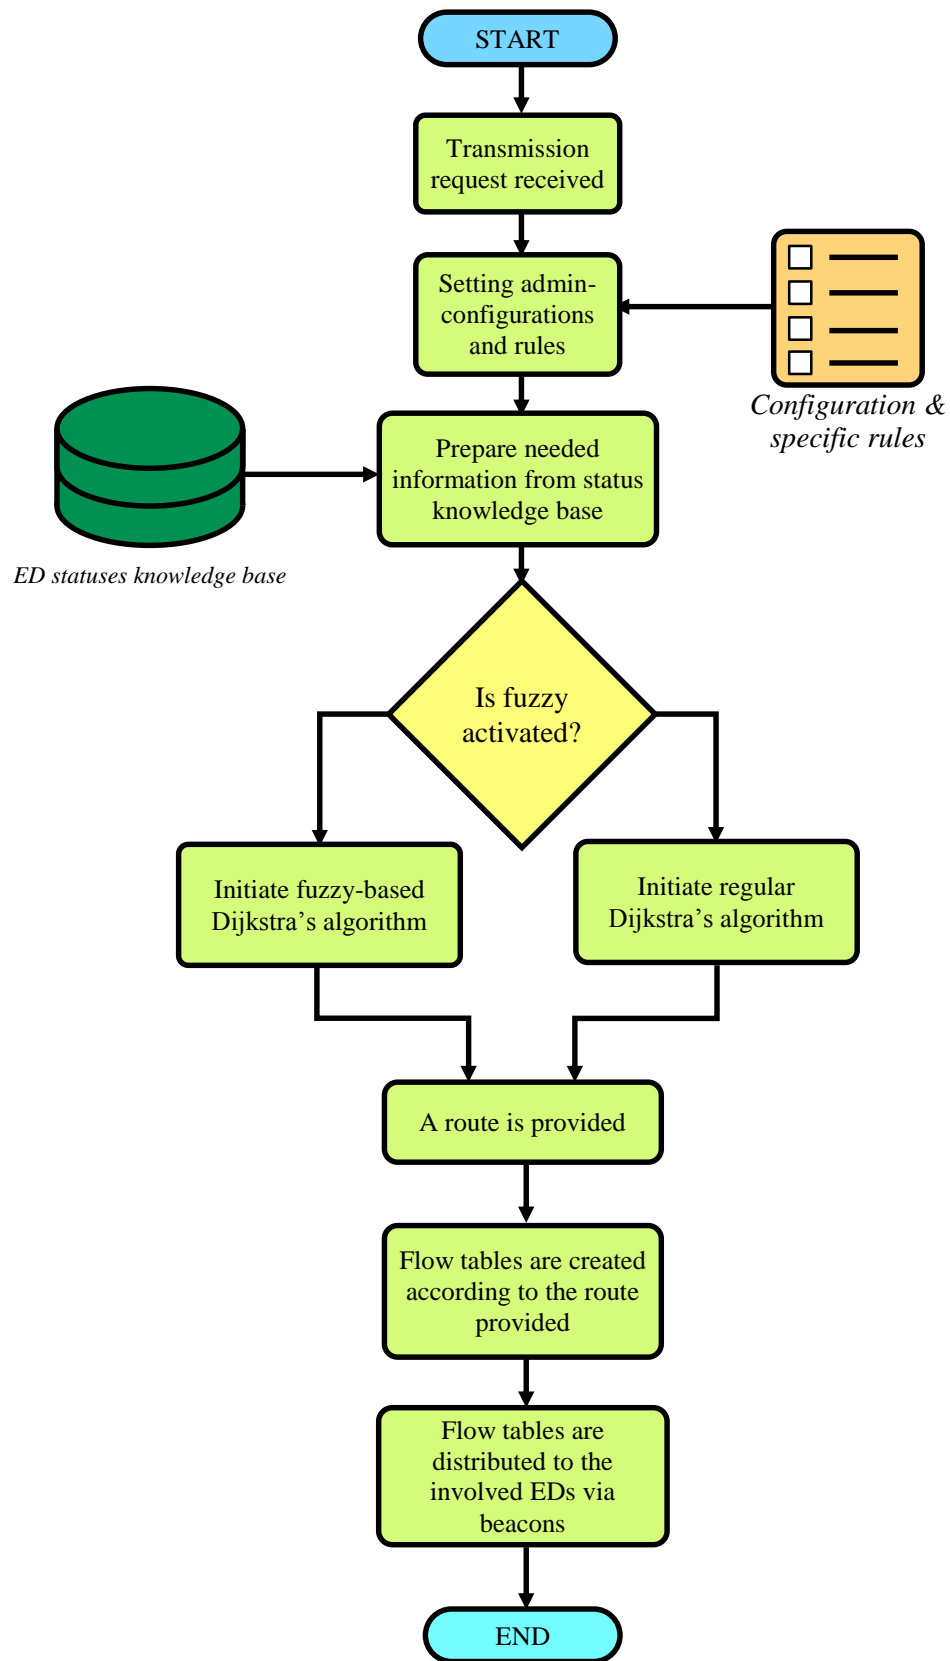 START
Transmission
request received
Setting admin-
configurations
and rules
Configuration &
specific rules
Prepare needed
information from status
knowledge base
ED statuses knowledge base
Is fuzzy
activated?
Initiate fuzzy-based
Dijkstra’s algorithm
Initiate regular
Dijkstra’s algorithm
A route is provided
Flow tables are created
according to the route
provided
Flow tables are
distributed to the
involved EDs via
beacons
END